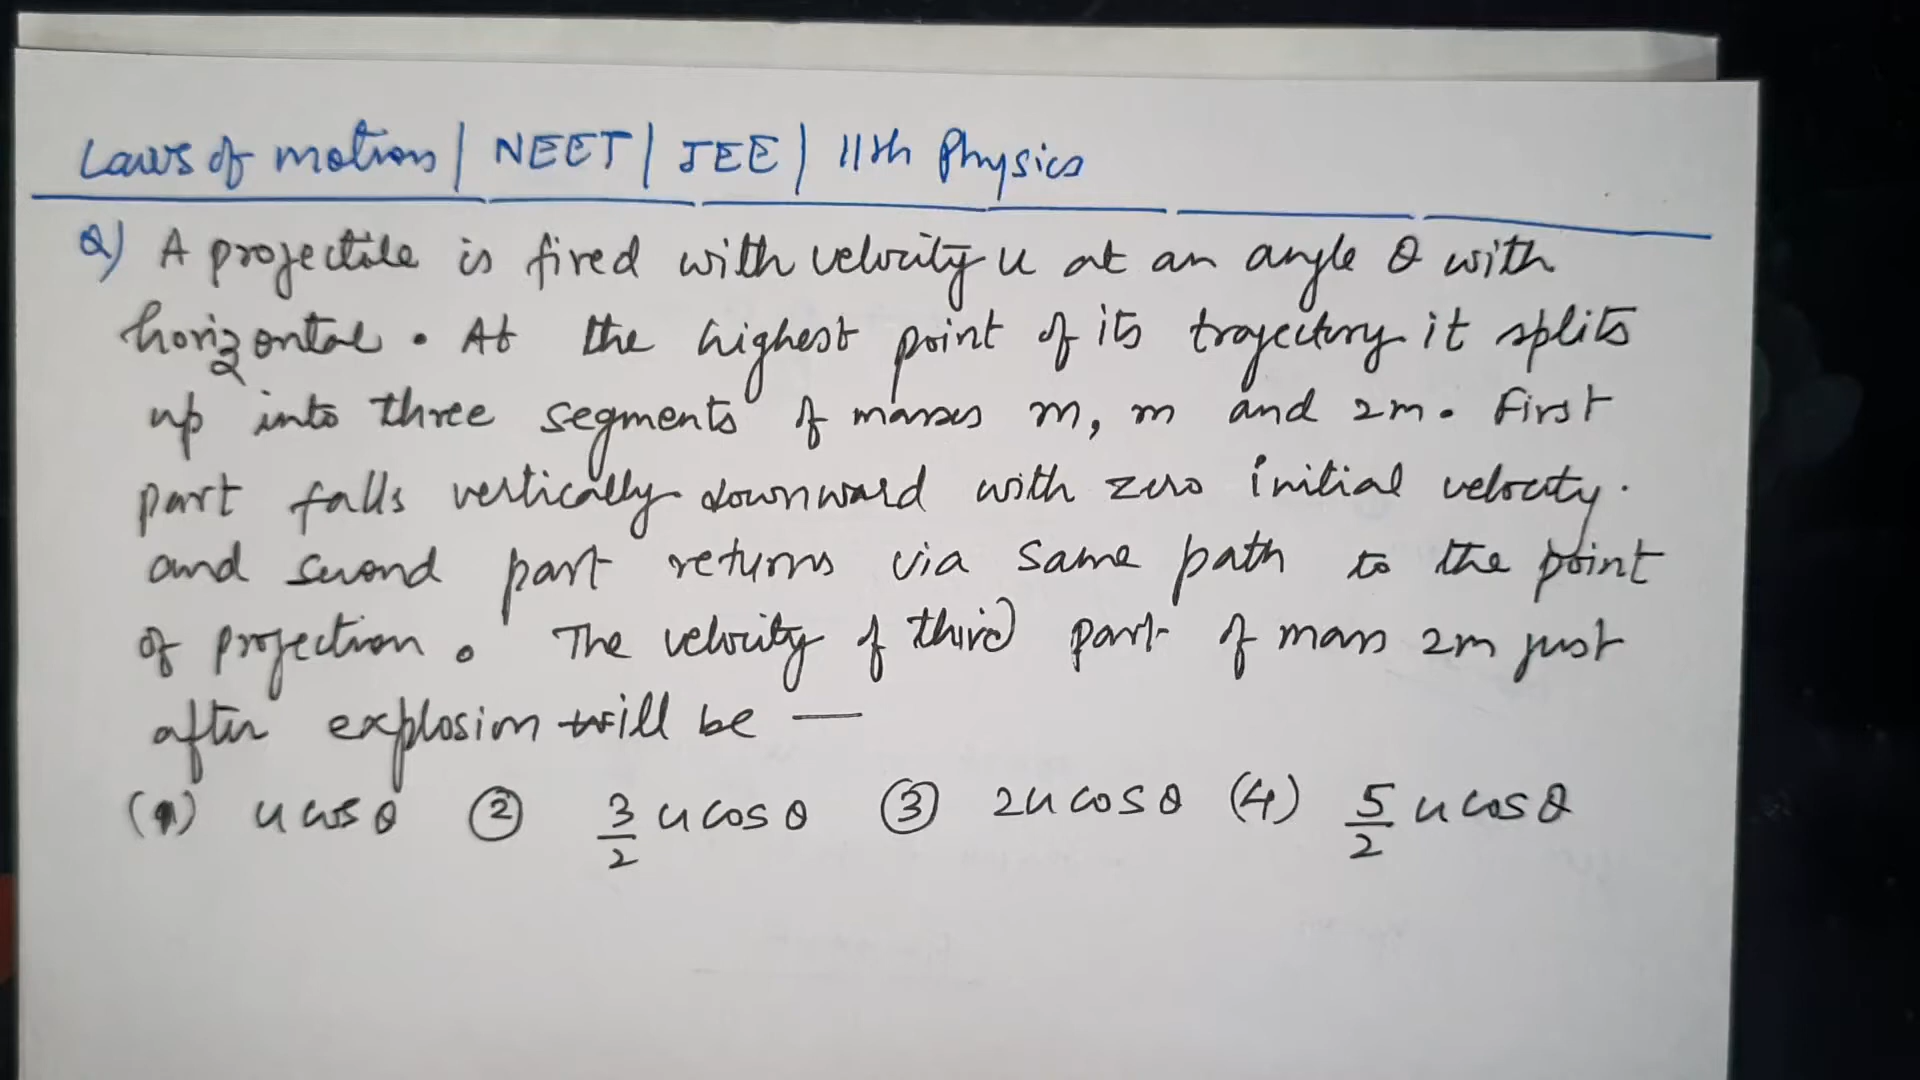 Laws of motion | NEET | JEE | 11th Physics
Q) A projectile is fired with velocity u at an angle θ with
horizontal. At the highest point of its trajectory it splits
up into three segments of masses m, m and 2m. First
part falls vertically downward with zero initial velocity.
and second part returns via same path to the point
of projection. The velocity of third part of mass 2m just
after explosion will be —
(1) u cos θ ② 3/2 u cos θ ③ 2u cos θ (4) 5/2 u cos θ